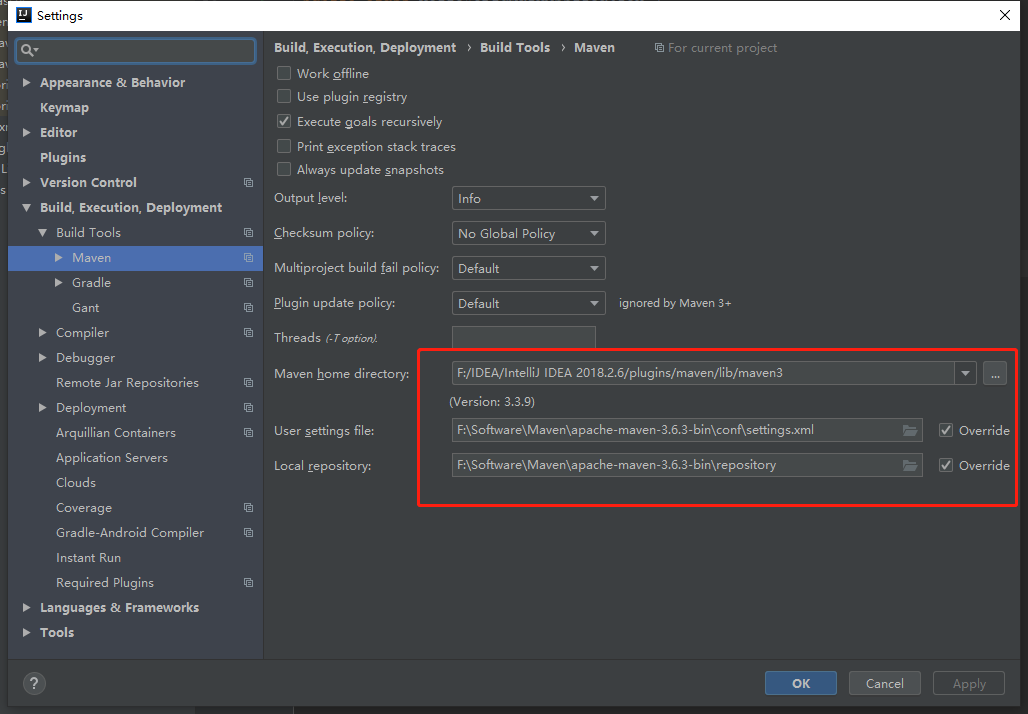 Settings
Build, Execution, Deployment › Build Tools › Maven For current project
Appearance & Behavior
Keymap
Editor
Plugins
Version Control
Build, Execution, Deployment
Build Tools
Maven
Gradle
Gant
Compiler
Debugger
Remote Jar Repositories
Deployment
Arquillian Containers
Application Servers
Clouds
Coverage
Gradle-Android Compiler
Instant Run
Required Plugins
Languages & Frameworks
Tools
Work offline
Use plugin registry
Execute goals recursively
Print exception stack traces
Always update snapshots
Output level: Info
Checksum policy: No Global Policy
Multiproject build fail policy: Default
Plugin update policy: Default ignored by Maven 3+
Threads (-T option).
Maven home directory: F:/IDEA/IntelliJ IDEA 2018.2.6/plugins/maven/lib/maven3 ...
(Version: 3.3.9)
User settings file: F:\Software\Maven\apache-maven-3.6.3-bin\conf\settings.xml Override
Local repository: F:\Software\Maven\apache-maven-3.6.3-bin\repository Override
? OK Cancel Apply